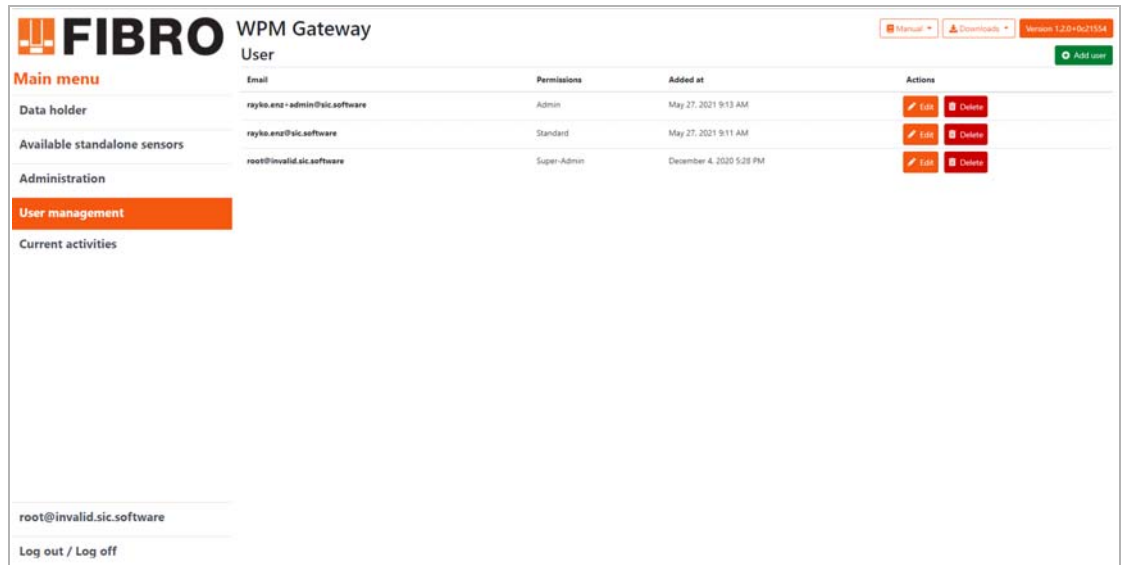 FIBRO
WPM Gateway
Manual
Downloads
Version 1.2.0+0c21554
User
Add user
Main menu
Data holder
Available standalone sensors
Administration
User management
Current activities
Email Permissions Added at Actions
rayko.enz+admin@sic.software Admin May 27, 2021 9:13 AM Edit Delete
rayko.enz@sic.software Standard May 27, 2021 9:11 AM Edit Delete
root@invalid.sic.software Super-Admin December 4, 2020 5:28 PM Edit Delete
root@invalid.sic.software
Log out / Log off